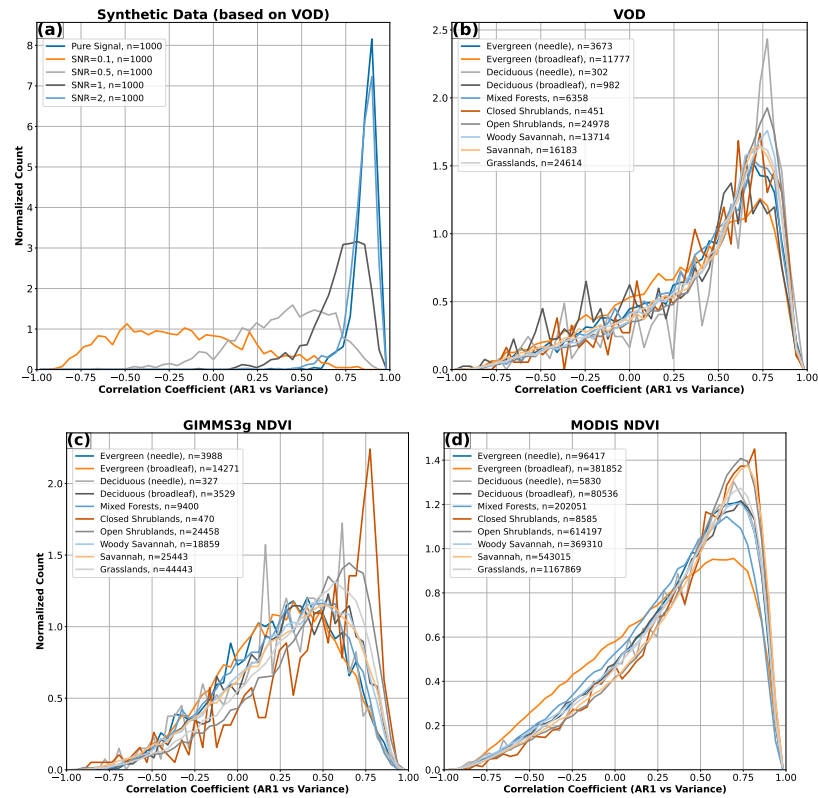 Synthetic Data (based on VOD)
(a)
Pure Signal, n=1000
SNR=0.1, n=1000
SNR=0.5, n=1000
SNR=1, n=1000
SNR=2, n=1000
8
7
6
5
4
3
2
1
0
Normalized Count
−1.00 −0.75 −0.50 −0.25 0.00 0.25 0.50 0.75 1.00
Correlation Coefficient (AR1 vs Variance)
VOD
(b)
Evergreen (needle), n=3673
Evergreen (broadleaf), n=11777
Deciduous (needle), n=302
Deciduous (broadleaf), n=982
Mixed Forests, n=6358
Closed Shrublands, n=451
Open Shrublands, n=24978
Woody Savannah, n=13714
Savannah, n=16183
Grasslands, n=24614
2.5
2.0
1.5
1.0
0.5
0.0
−1.00 −0.75 −0.50 −0.25 0.00 0.25 0.50 0.75 1.00
Correlation Coefficient (AR1 vs Variance)
GIMMS3g NDVI
(c)
Evergreen (needle), n=3988
Evergreen (broadleaf), n=14271
Deciduous (needle), n=327
Deciduous (broadleaf), n=3529
Mixed Forests, n=9400
Closed Shrublands, n=470
Open Shrublands, n=24458
Woody Savannah, n=18859
Savannah, n=25443
Grasslands, n=44443
2.0
1.5
1.0
0.5
0.0
Normalized Count
−1.00 −0.75 −0.50 −0.25 0.00 0.25 0.50 0.75 1.00
Correlation Coefficient (AR1 vs Variance)
MODIS NDVI
(d)
Evergreen (needle), n=96417
Evergreen (broadleaf), n=381852
Deciduous (needle), n=5830
Deciduous (broadleaf), n=80536
Mixed Forests, n=202051
Closed Shrublands, n=8585
Open Shrublands, n=614197
Woody Savannah, n=369310
Savannah, n=543015
Grasslands, n=1167869
1.4
1.2
1.0
0.8
0.6
0.4
0.2
0.0
−1.00 −0.75 −0.50 −0.25 0.00 0.25 0.50 0.75 1.00
Correlation Coefficient (AR1 vs Variance)